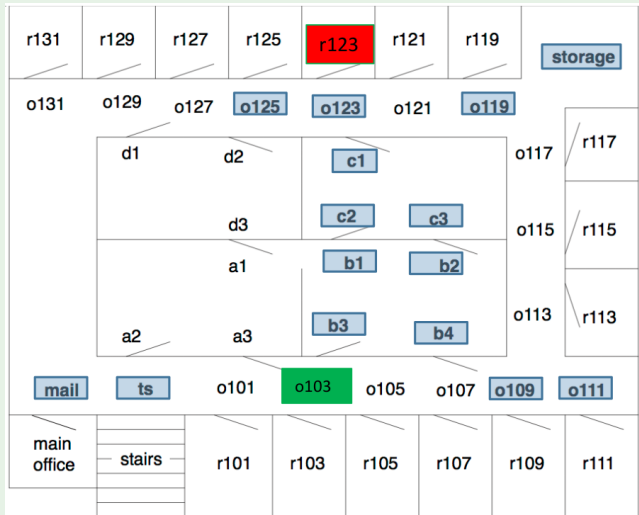 r131 r129 r127 r125 r123 r121 r119
storage
o131 o129 o127 o125 o123 o121 o119
r117
d1 d2 c1 o117
d3 c2 c3 o115 r115
a1 b1 b2
o113 r113
a2 a3 b3 b4
mail ts o101 o103 o105 o107 o109 o111
main
office
stairs r101 r103 r105 r107 r109 r111